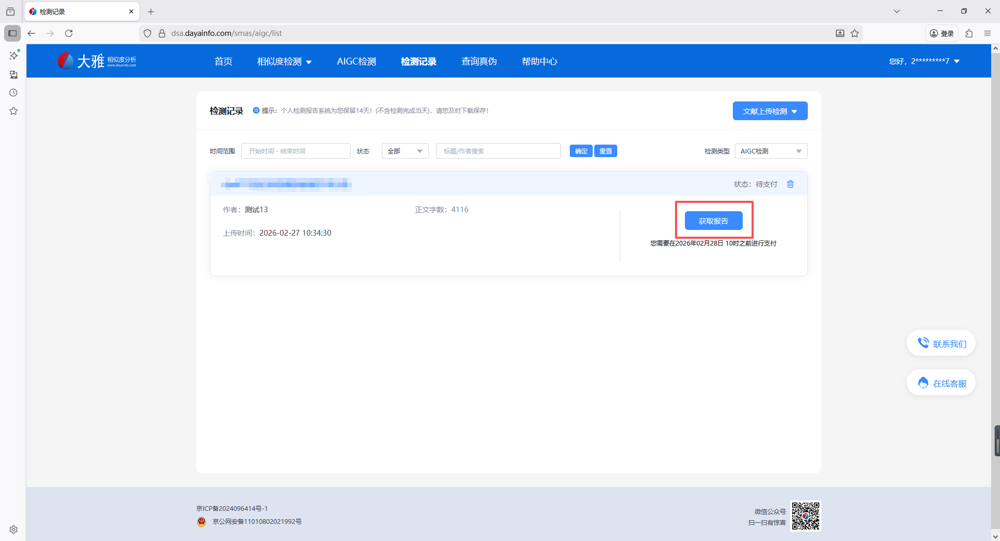 检测记录
dsa.dayainfo.com/smas/aigc/list
登录
大雅 相似度分析
www.dayainfo.com
首页
相似度检测
AIGC检测
检测记录
查询真伪
帮助中心
您好，2*********7
检测记录
提示：个人检测报告系统为您保留14天！(不含检测完成当天)，请您及时下载保存！
文献上传检测
时间范围
开始时间 - 结束时间
状态
全部
标题/作者搜索
确定
重置
检测类型
AIGC检测
状态：待支付
作者：测试13
正文字数：4116
获取报告
上传时间：2026-02-27 10:34:30
您需要在2026年02月28日 10时之前进行支付
联系我们
在线客服
京ICP备2024096414号-1
京公网安备11010802021992号
微信公众号
扫一扫有惊喜